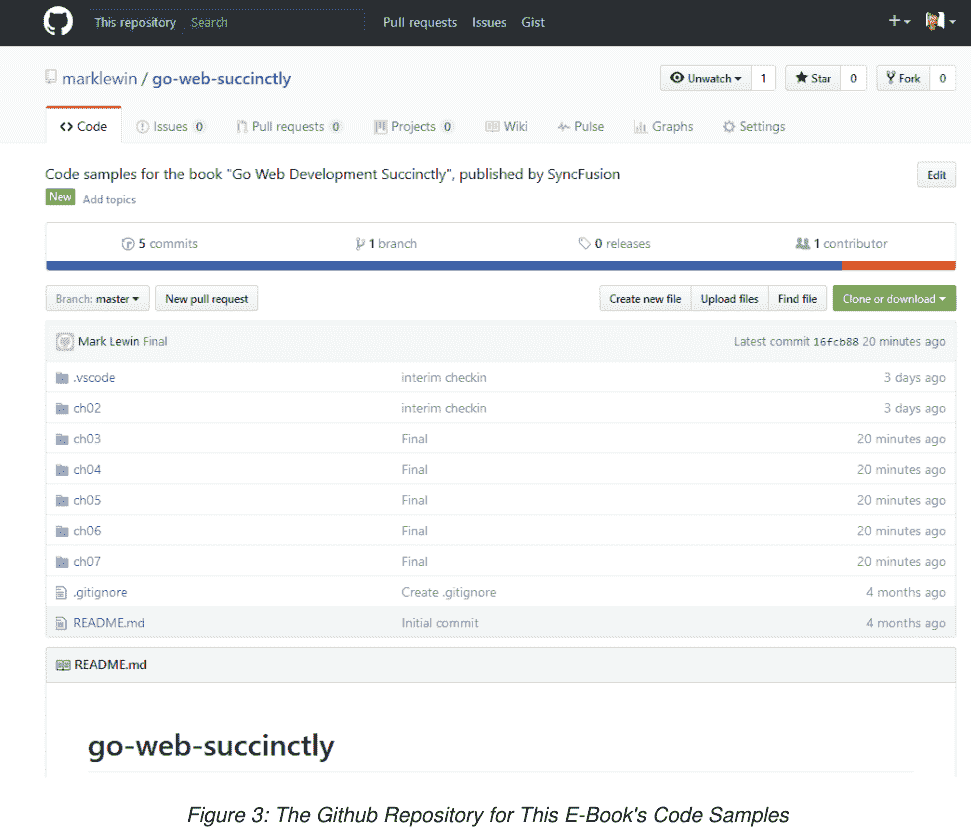 This repository Search Pull requests Issues Gist
marklewin / go-web-succinctly Unwatch 1 Star 0 Fork 0
Code Issues 0 Pull requests 0 Projects 0 Wiki Pulse Graphs Settings
Code samples for the book "Go Web Development Succinctly", published by SyncFusion Edit
New Add topics
5 commits 1 branch 0 releases 1 contributor
Branch: master New pull request Create new file Upload files Find file Clone or download
Mark Lewin Final Latest commit 16fcb88 20 minutes ago
.vscode interim checkin 3 days ago
ch02 interim checkin 3 days ago
ch03 Final 20 minutes ago
ch04 Final 20 minutes ago
ch05 Final 20 minutes ago
ch06 Final 20 minutes ago
ch07 Final 20 minutes ago
.gitignore Create .gitignore 4 months ago
README.md Initial commit 4 months ago
README.md
go-web-succinctly
Figure 3: The Github Repository for This E-Book's Code Samples